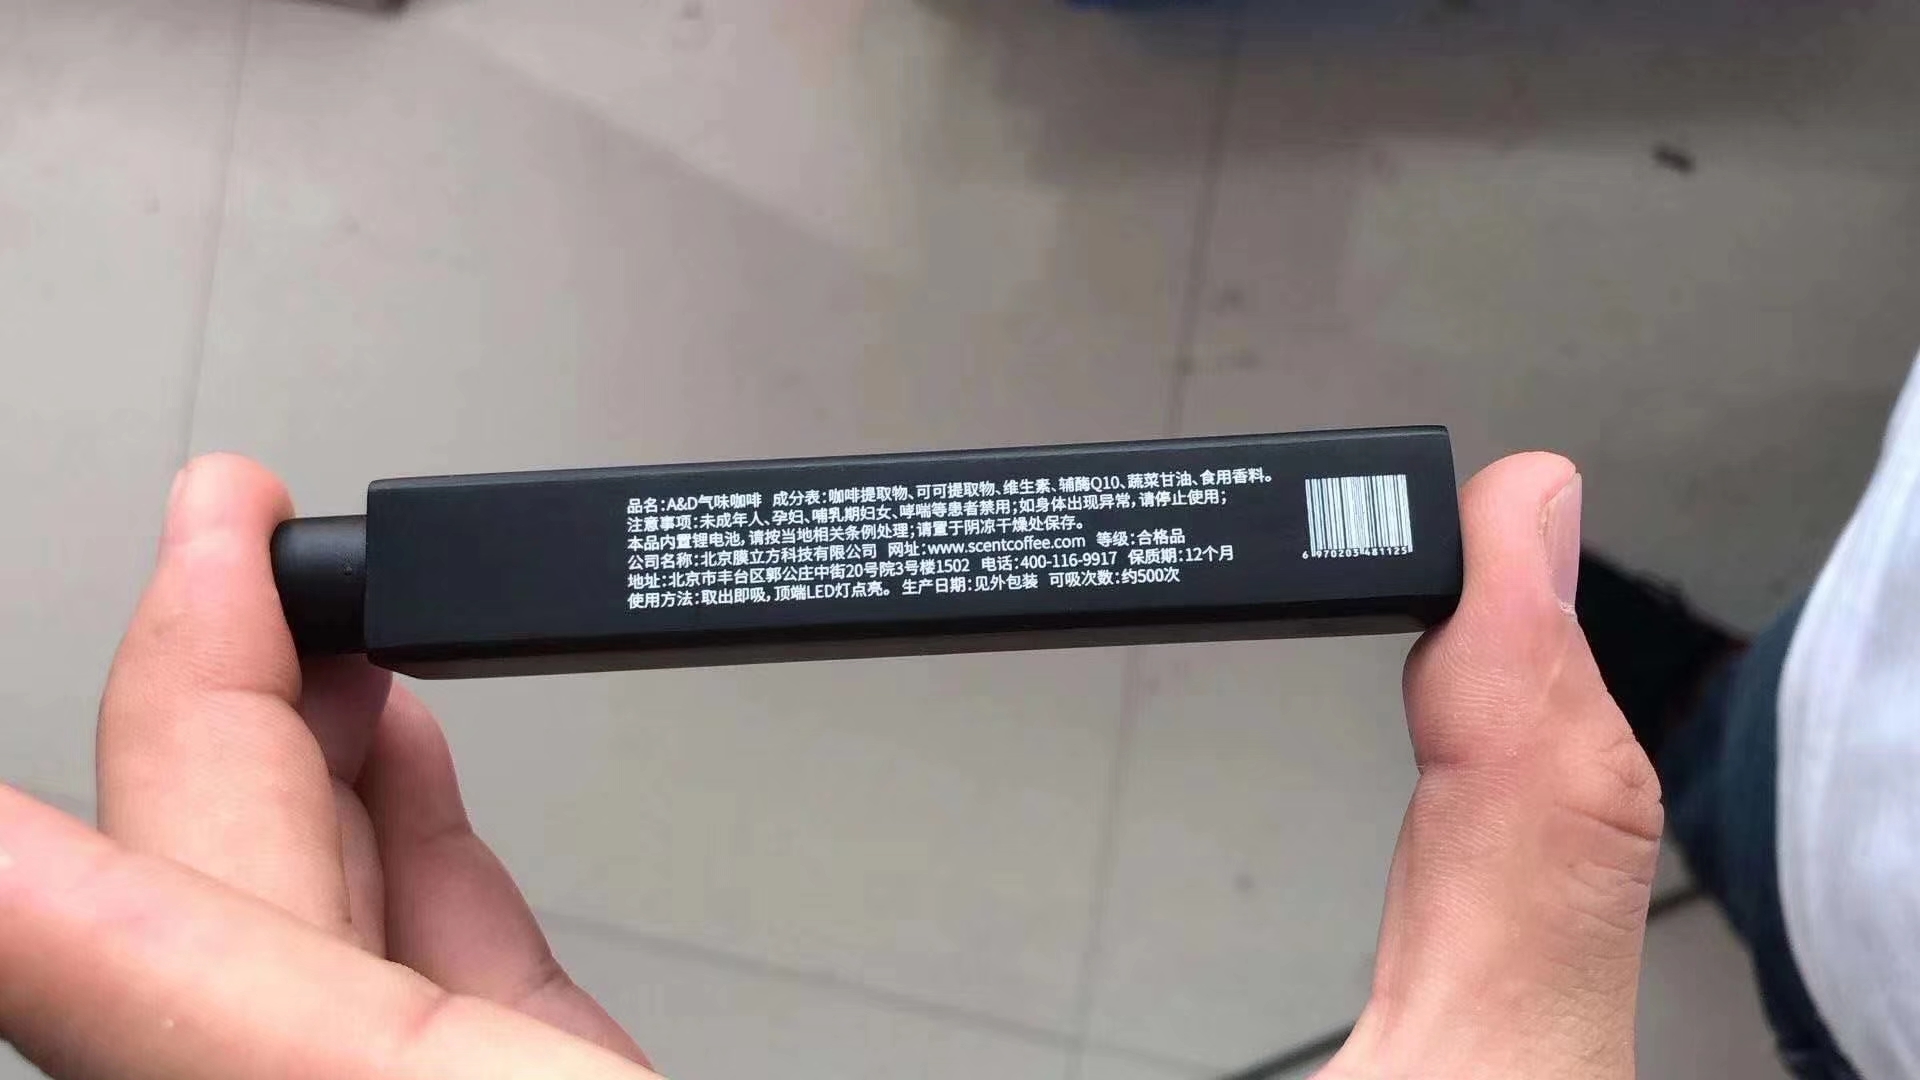 品名:A&D气味咖啡 成分表:咖啡提取物、可可提取物、维生素、辅酶Q10、蔬菜甘油、食用香料。
注意事项:未成年人、孕妇、哺乳期妇女、哮喘等患者禁用;如身体出现异常,请停止使用;
本品内置锂电池,请按当地相关条例处理;请置于阴凉干燥处保存。
公司名称:北京膜立方科技有限公司 网址:www.scentcoffee.com 等级:合格品
地址:北京市丰台区郭公庄中街20号院3号楼1502 电话:400-116-9917 保质期:12个月
使用方法:取出即吸,顶端LED灯点亮。 生产日期:见外包装 可吸次数:约500次
6 970203 481125